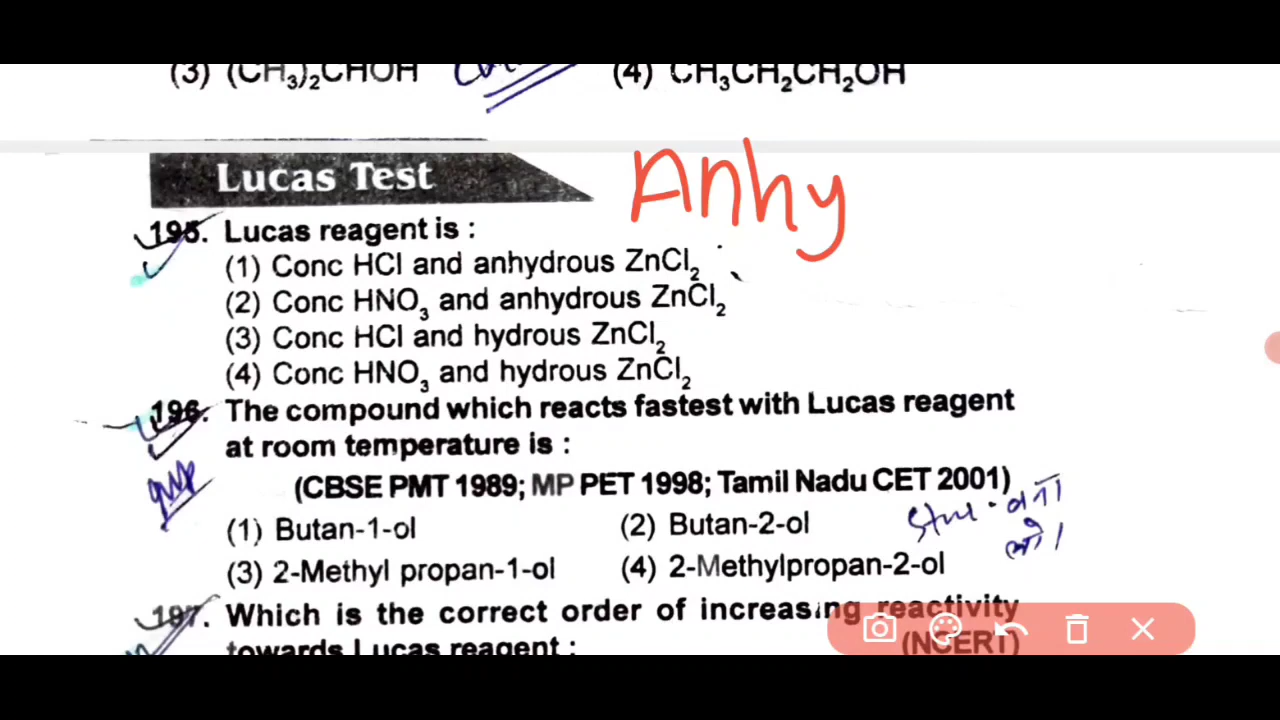 (3) (CH₃)₂CHOH (4) CH₃CH₂CH₂OH
Lucas Test
Anhy
195. Lucas reagent is :
(1) Conc HCl and anhydrous ZnCl₂
(2) Conc HNO₃ and anhydrous ZnCl₂
(3) Conc HCl and hydrous ZnCl₂
(4) Conc HNO₃ and hydrous ZnCl₂
196. The compound which reacts fastest with Lucas reagent
at room temperature is :
(CBSE PMT 1989; MP PET 1998; Tamil Nadu CET 2001)
(1) Butan-1-ol (2) Butan-2-ol
(3) 2-Methyl propan-1-ol (4) 2-Methylpropan-2-ol
197. Which is the correct order of increasing reactivity
towards Lucas reagent : (NCERT)